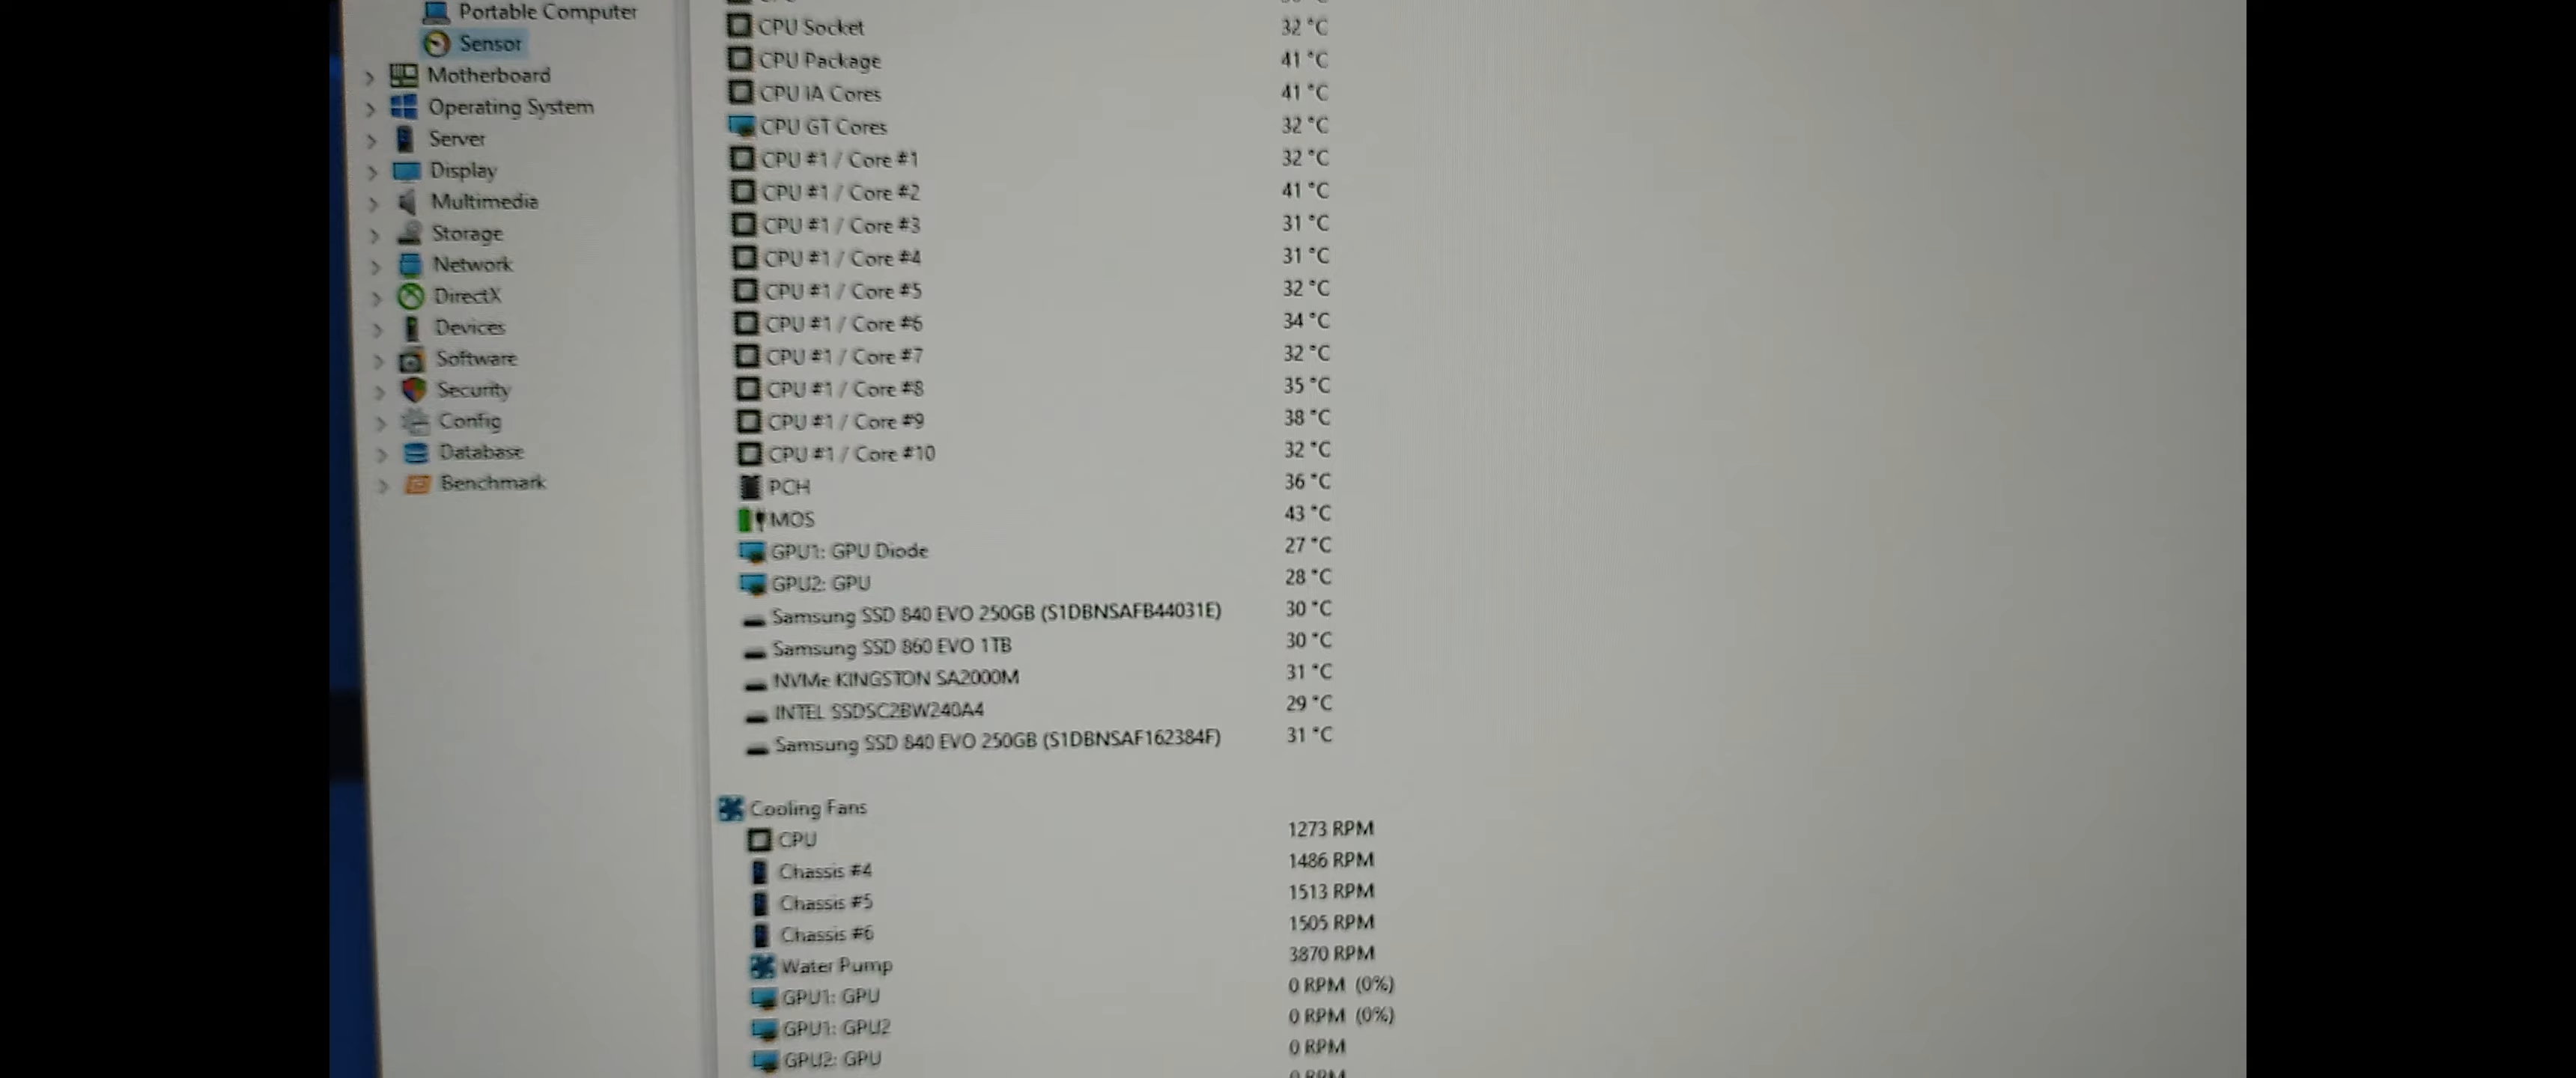 Portable Computer
Sensor
Motherboard
Operating System
Server
Display
Multimedia
Storage
Network
DirectX
Devices
Software
Security
Config
Database
Benchmark
CPU Socket 32 °C
CPU Package 41 °C
CPU IA Cores 41 °C
CPU GT Cores 32 °C
CPU #1 / Core #1 32 °C
CPU #1 / Core #2 41 °C
CPU #1 / Core #3 31 °C
CPU #1 / Core #4 31 °C
CPU #1 / Core #5 32 °C
CPU #1 / Core #6 34 °C
CPU #1 / Core #7 32 °C
CPU #1 / Core #8 35 °C
CPU #1 / Core #9 38 °C
CPU #1 / Core #10 32 °C
PCH 36 °C
MOS 43 °C
GPU1: GPU Diode 27 °C
GPU2: GPU 28 °C
Samsung SSD 840 EVO 250GB (S1DBNSAFB44031E) 30 °C
Samsung SSD 860 EVO 1TB 30 °C
NVMe KINGSTON SA2000M 31 °C
INTEL SSDSC2BW240A4 29 °C
Samsung SSD 840 EVO 250GB (S1DBNSAF162384F) 31 °C
Cooling Fans
CPU 1273 RPM
Chassis #4 1486 RPM
Chassis #5 1513 RPM
Chassis #6 1505 RPM
Water Pump 3870 RPM
GPU1: GPU 0 RPM (0%)
GPU1: GPU2 0 RPM (0%)
GPU2: GPU 0 RPM